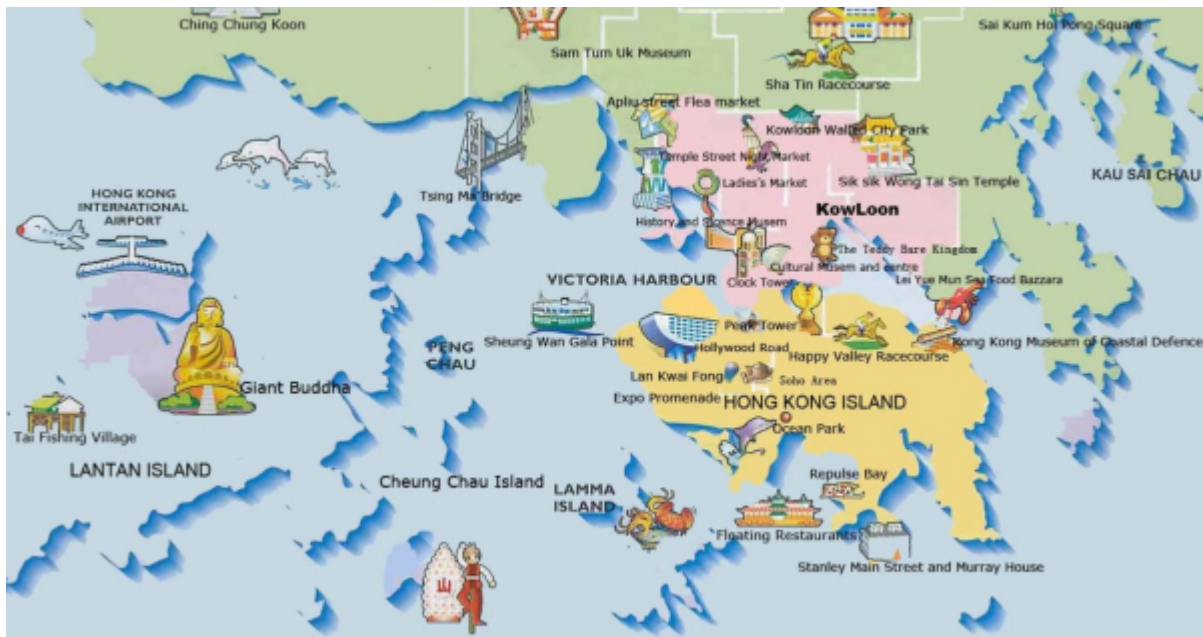 Ching Chung Koon
Sam Tum Uk Museum
Sai Kum Hoi Pong Square
Sha Tin Racecourse
Apliu street Flea market
Kowloon Walled City Park
Temple Street Night Market
Tsing Ma Bridge
Ladies's Market
Sik sik Wong Tai Sin Temple
KAU SAI CHAU
HONG KONG
INTERNATIONAL
AIRPORT
KowLoon
History and Science Musem
The Teddy Bare Kingdom
Cultural Musem and centre
VICTORIA HARBOUR
Clock Tower
Lei Yue Mun Sea Food Bazzara
Peak Tower
Sheung Wan Gala Point
Hollywood Road
Happy Valley Racecourse
Kong Kong Museum of Coastal Defence
PENG
CHAU
Giant Buddha
Lan Kwai Fong
Soho Area
Expo Promenade
HONG KONG ISLAND
Tai Fishing Village
Ocean Park
LANTAN ISLAND
Cheung Chau Island
Repulse Bay
LAMMA
ISLAND
Floating Restaurants
Stanley Main Street and Murray House
山